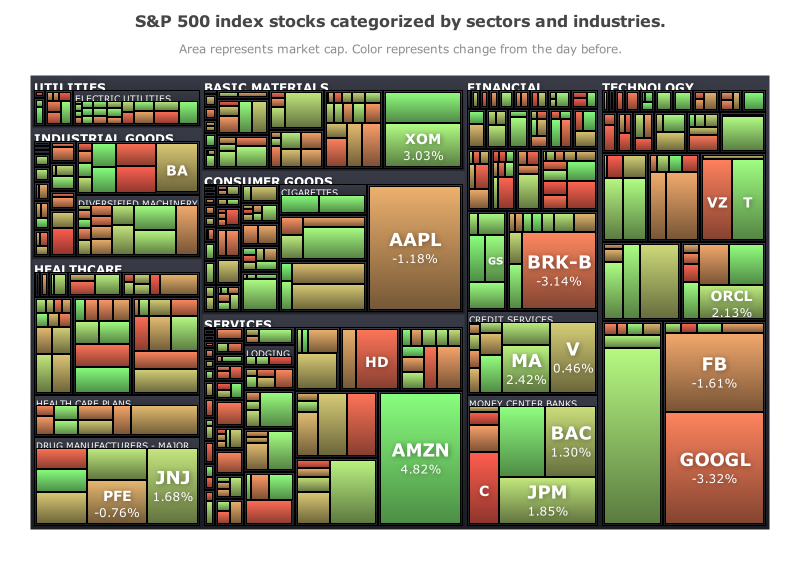 S&P 500 index stocks categorized by sectors and industries.
Area represents market cap. Color represents change from the day before.
UTILITIES
ELECTRIC UTILITIES
INDUSTRIAL GOODS
BA
DIVERSIFIED MACHINERY
HEALTHCARE
HEALTH CARE PLANS
DRUG MANUFACTURERS - MAJOR
PFE
-0.76%
JNJ
1.68%
BASIC MATERIALS
XOM
3.03%
CONSUMER GOODS
CIGARETTES
AAPL
-1.18%
SERVICES
LODGING
HD
AMZN
4.82%
FINANCIAL
GS
BRK-B
-3.14%
CREDIT SERVICES
MA
2.42%
V
0.46%
MONEY CENTER BANKS
C
BAC
1.30%
JPM
1.85%
TECHNOLOGY
VZ
T
ORCL
2.13%
FB
-1.61%
GOOGL
-3.32%